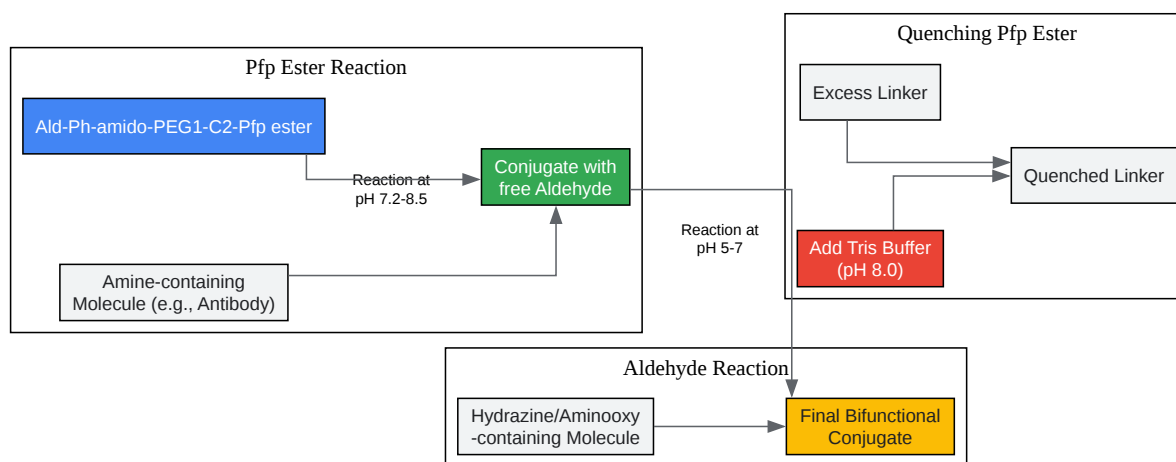 Pfp Ester Reaction
Ald-Ph-amido-PEG1-C2-Pfp ester
Reaction at
pH 7.2-8.5
Conjugate with
free Aldehyde
Amine-containing
Molecule (e.g., Antibody)
Reaction at
pH 5-7
Quenching Pfp Ester
Excess Linker
Quenched Linker
Add Tris Buffer
(pH 8.0)
Aldehyde Reaction
Hydrazine/Aminooxy
-containing Molecule
Final Bifunctional
Conjugate